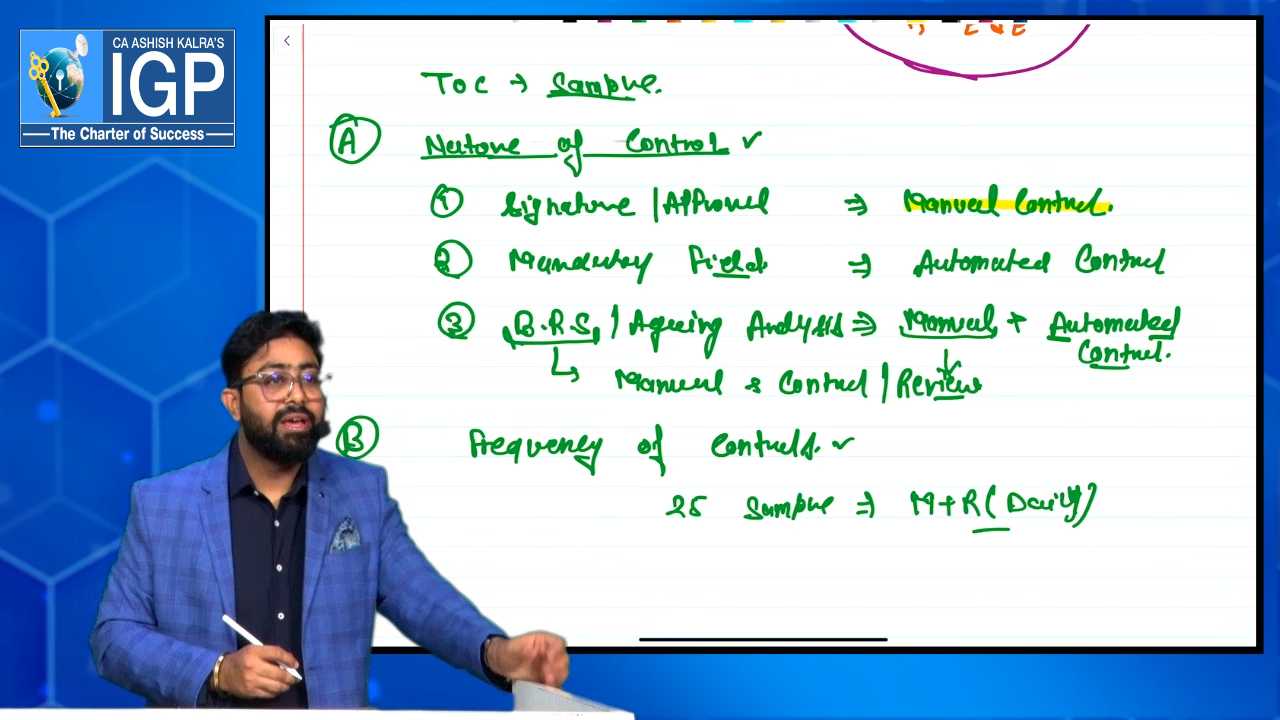 CA ASHISH KALRA'S
IGP
The Charter of Success
TOC → Sample.
A Nature of Control ✓
1 Signature / Approval ⇒ Manual Control.
2 Mandatory Field ⇒ Automated Control
3 B.R.S / Ageing Analysis ⇒ Manual + Automated Control.
↳ Manual & Control / Review
B Frequency of Controls. ✓
25 Sample ⇒ M+R (Daily)